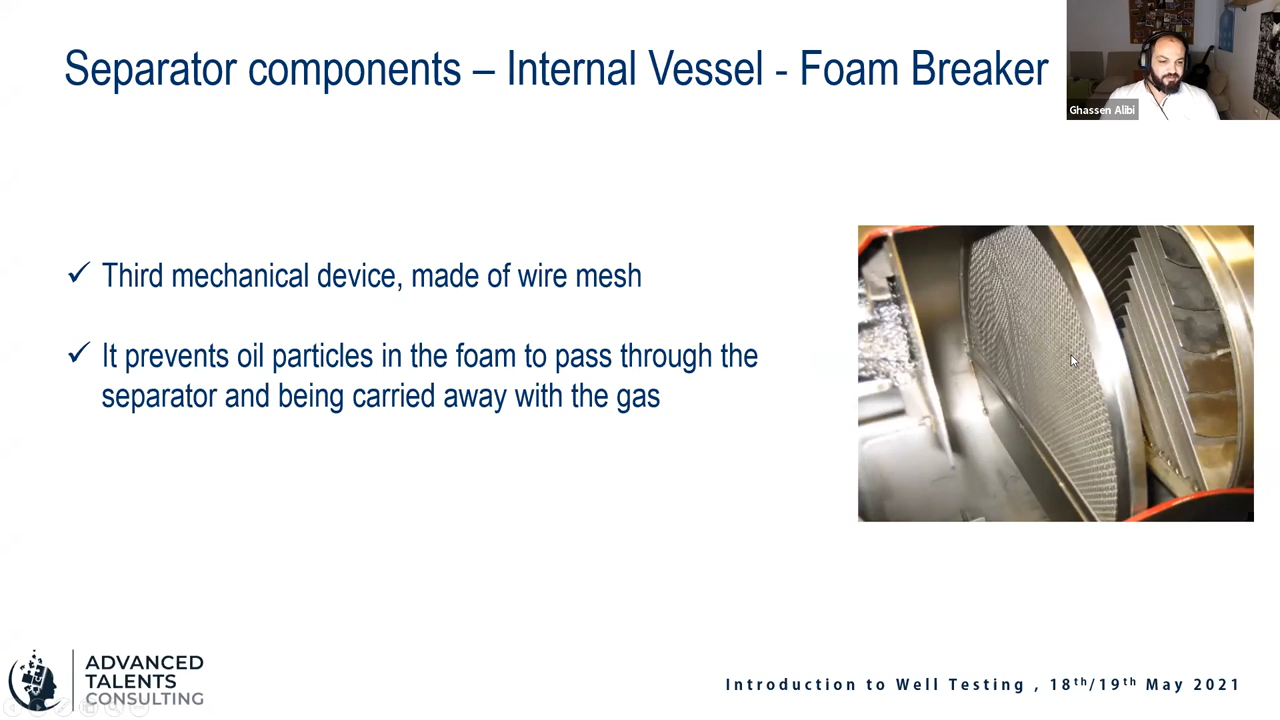 Separator components – Internal Vessel - Foam Breaker
Ghassen Alibi
✓ Third mechanical device, made of wire mesh
✓ It prevents oil particles in the foam to pass through the
separator and being carried away with the gas
ADVANCED
TALENTS
CONSULTING
Introduction to Well Testing , 18th/19th May 2021